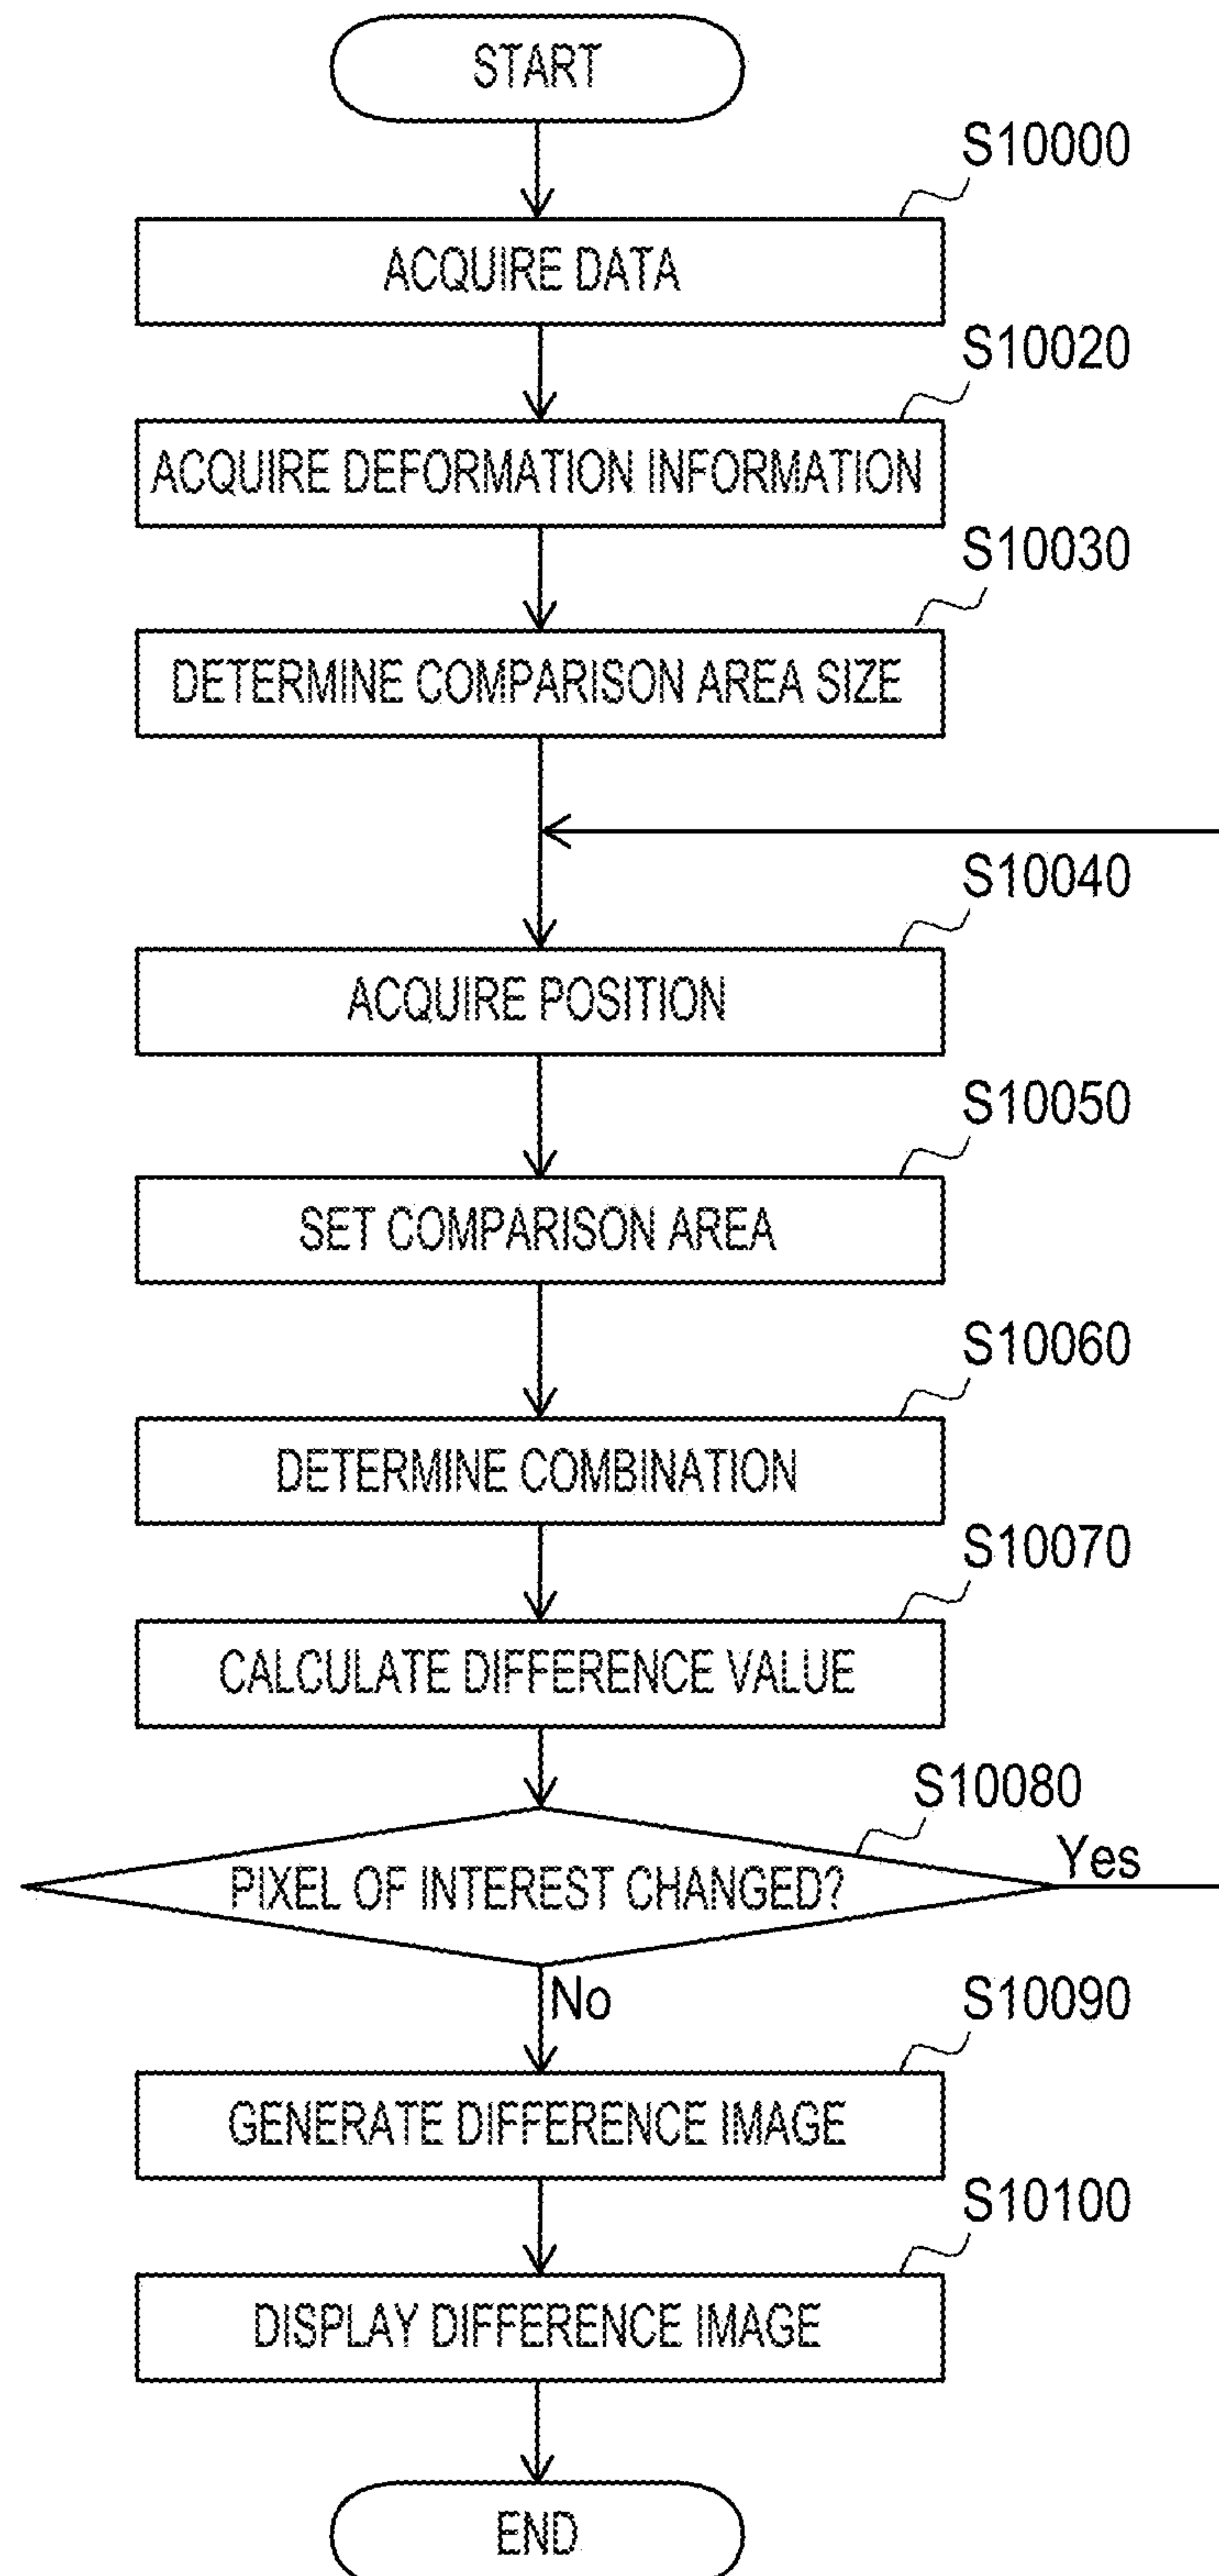 START
S10000
ACQUIRE DATA
S10020
ACQUIRE DEFORMATION INFORMATION
S10030
DETERMINE COMPARISON AREA SIZE
S10040
ACQUIRE POSITION
S10050
SET COMPARISON AREA
S10060
DETERMINE COMBINATION
S10070
CALCULATE DIFFERENCE VALUE
S10080
PIXEL OF INTEREST CHANGED?
Yes
No
S10090
GENERATE DIFFERENCE IMAGE
S10100
DISPLAY DIFFERENCE IMAGE
END